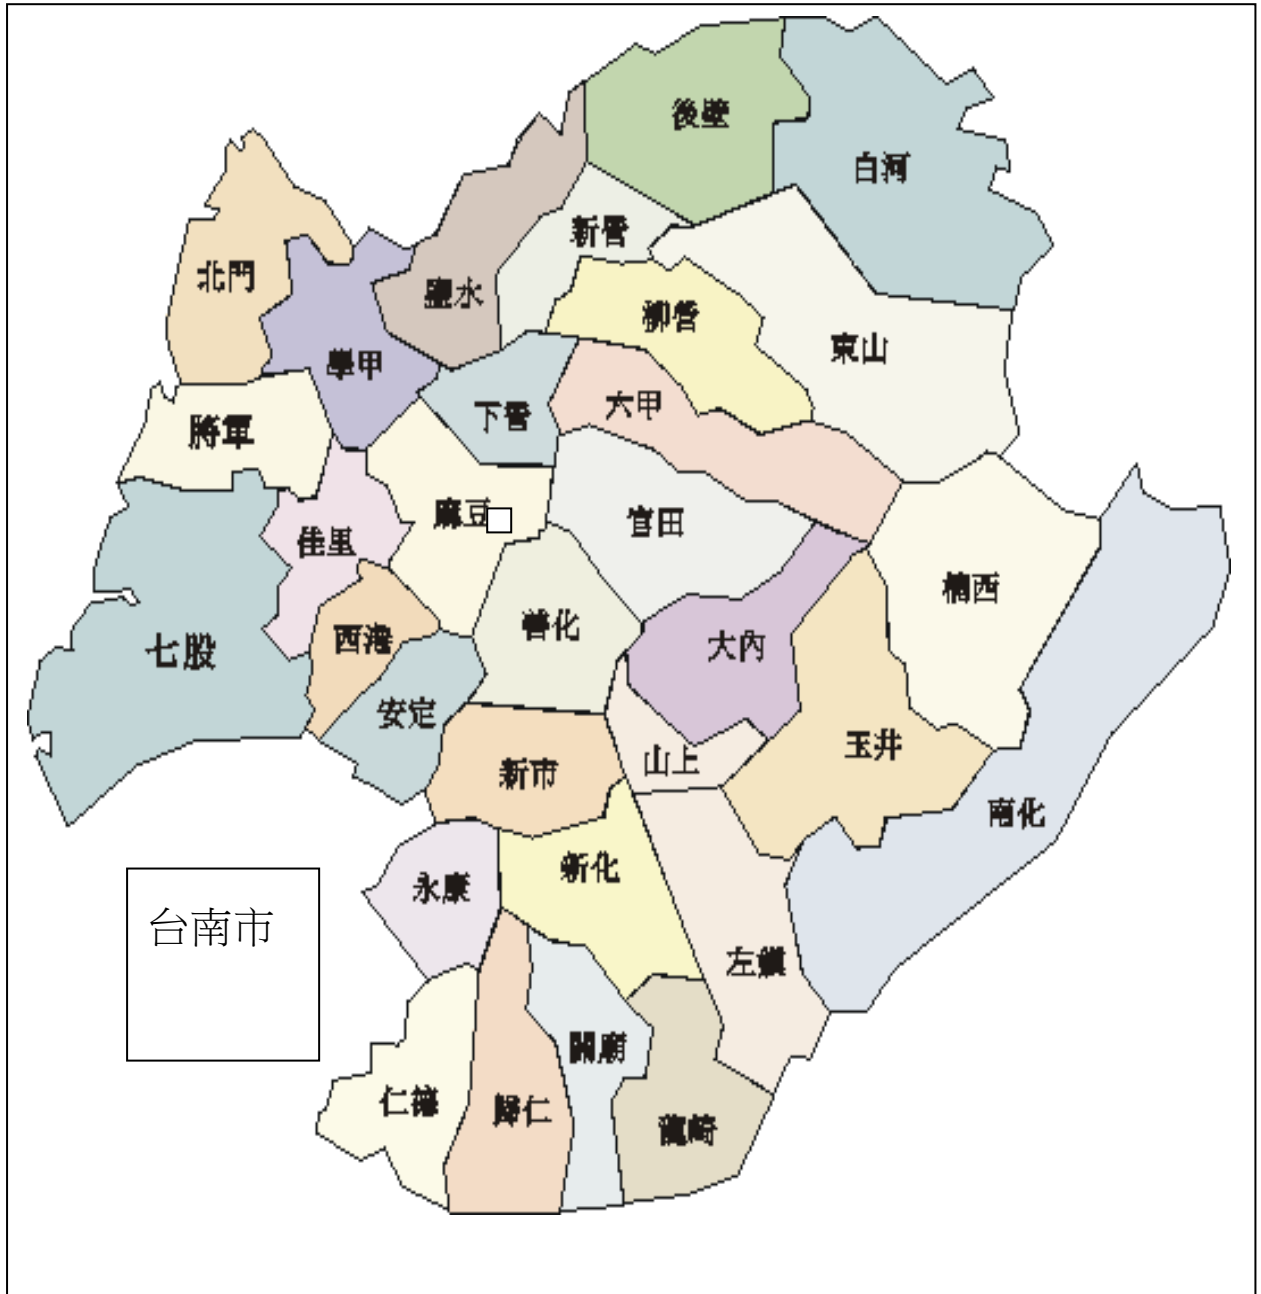 後壁
白河
新營
北門
鹽水
柳營
東山
學甲
六甲
下營
將軍
麻豆
官田
佳里
楠西
善化
西港
大內
七股
安定
玉井
山上
新市
南化
新化
永康
台南市
左鎮
關廟
仁德
歸仁
龍崎